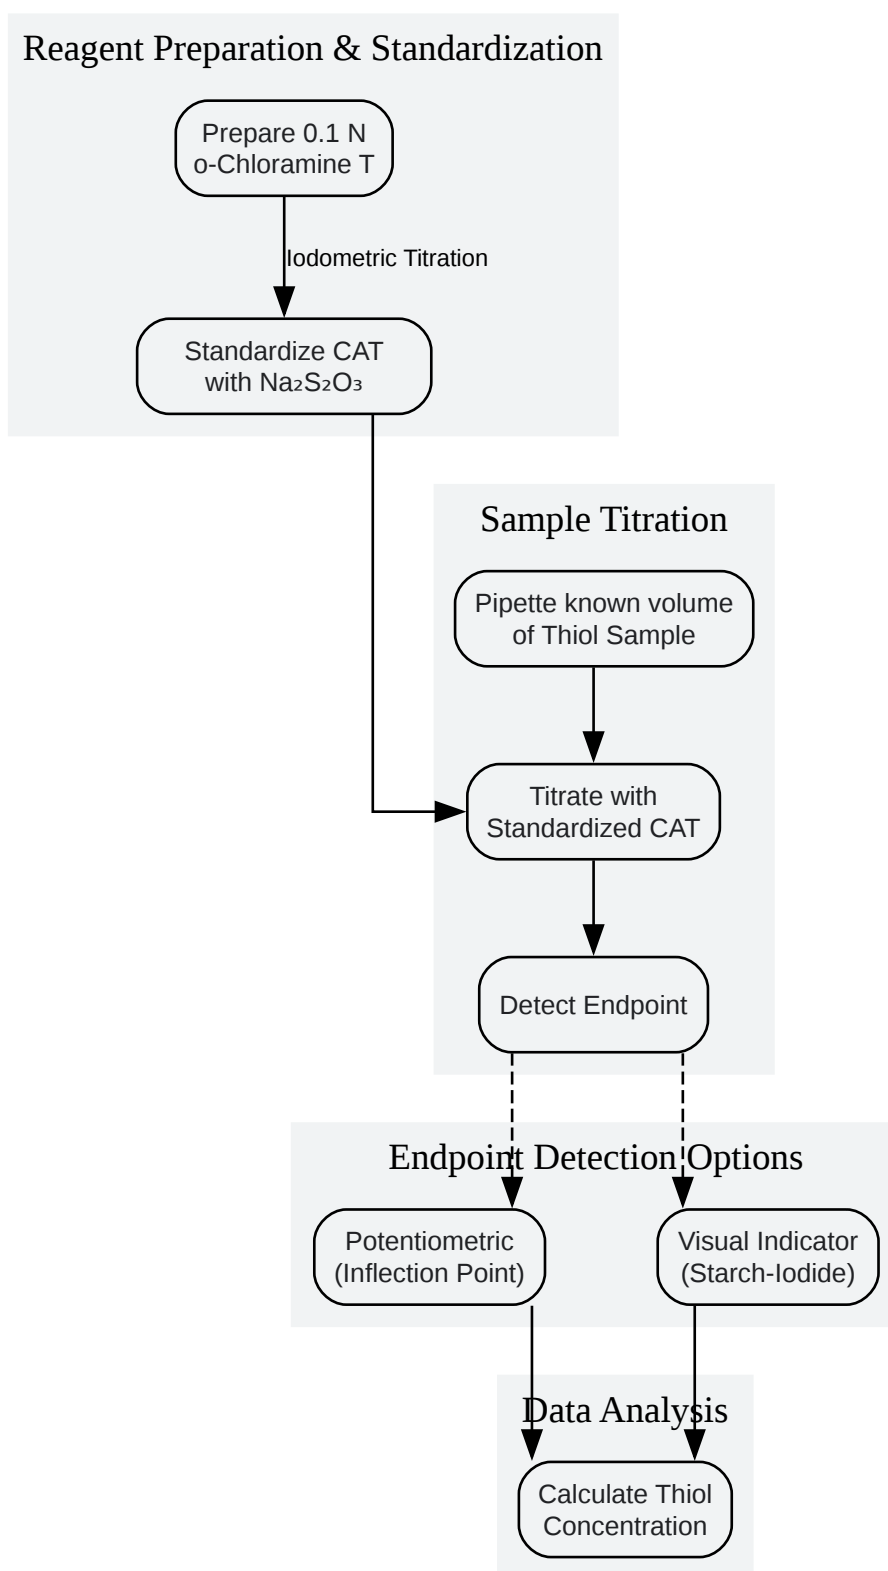 Reagent Preparation & Standardization
Prepare 0.1 N
o-Chloramine T
Iodometric Titration
Standardize CAT
with Na₂S₂O₃
Sample Titration
Pipette known volume
of Thiol Sample
Titrate with
Standardized CAT
Detect Endpoint
Endpoint Detection Options
Potentiometric
(Inflection Point)
Visual Indicator
(Starch-Iodide)
Data Analysis
Calculate Thiol
Concentration